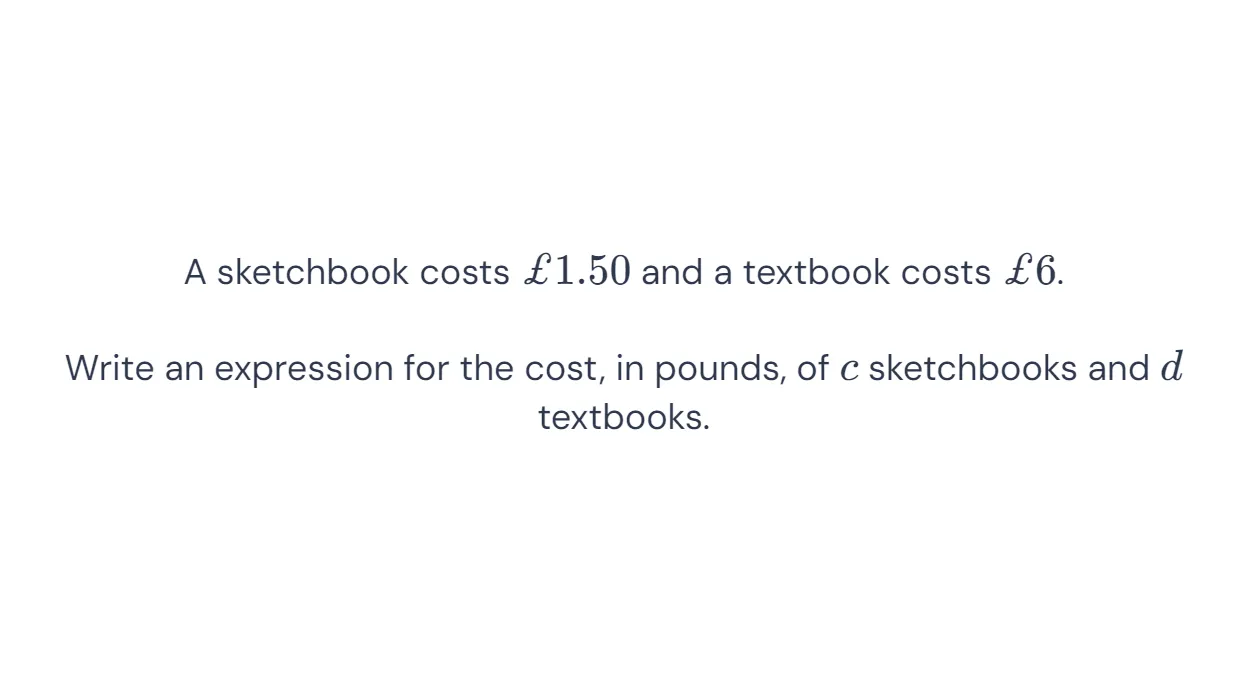 A sketchbook costs £1.50 and a textbook costs £6.
Write an expression for the cost, in pounds, of c sketchbooks and d
textbooks.